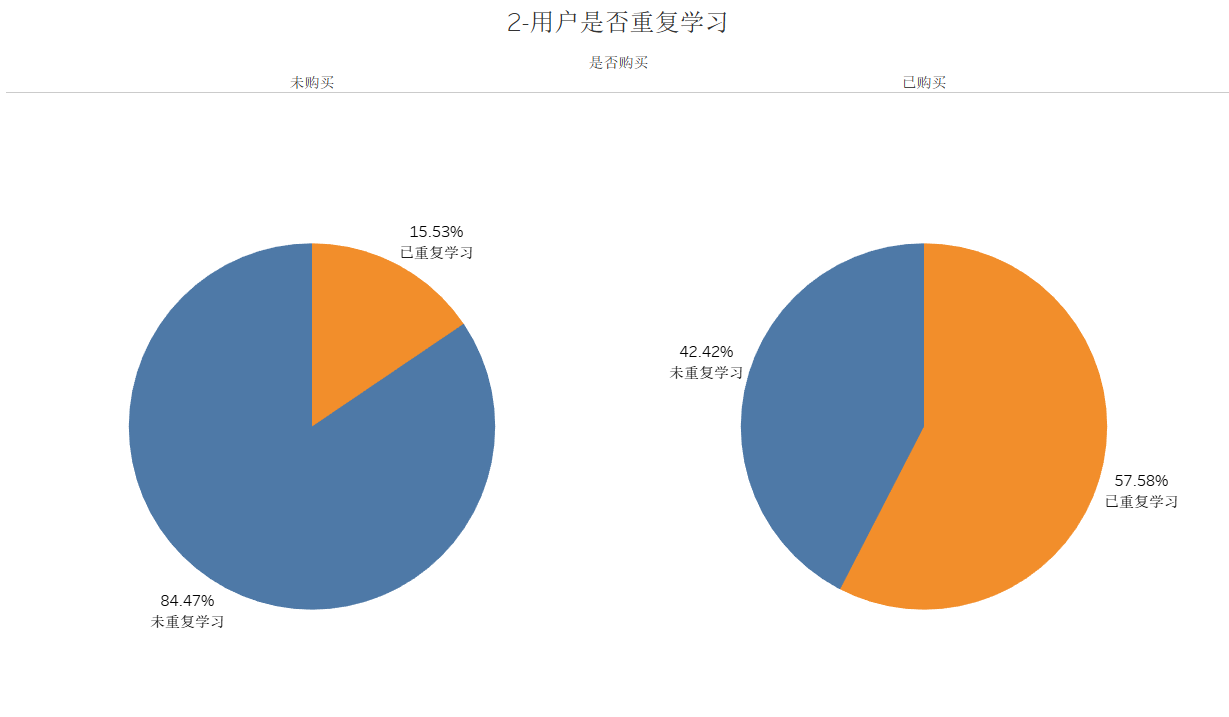 2-用户是否重复学习
是否购买
未购买
已购买
15.53%
已重复学习
84.47%
未重复学习
42.42%
未重复学习
57.58%
已重复学习